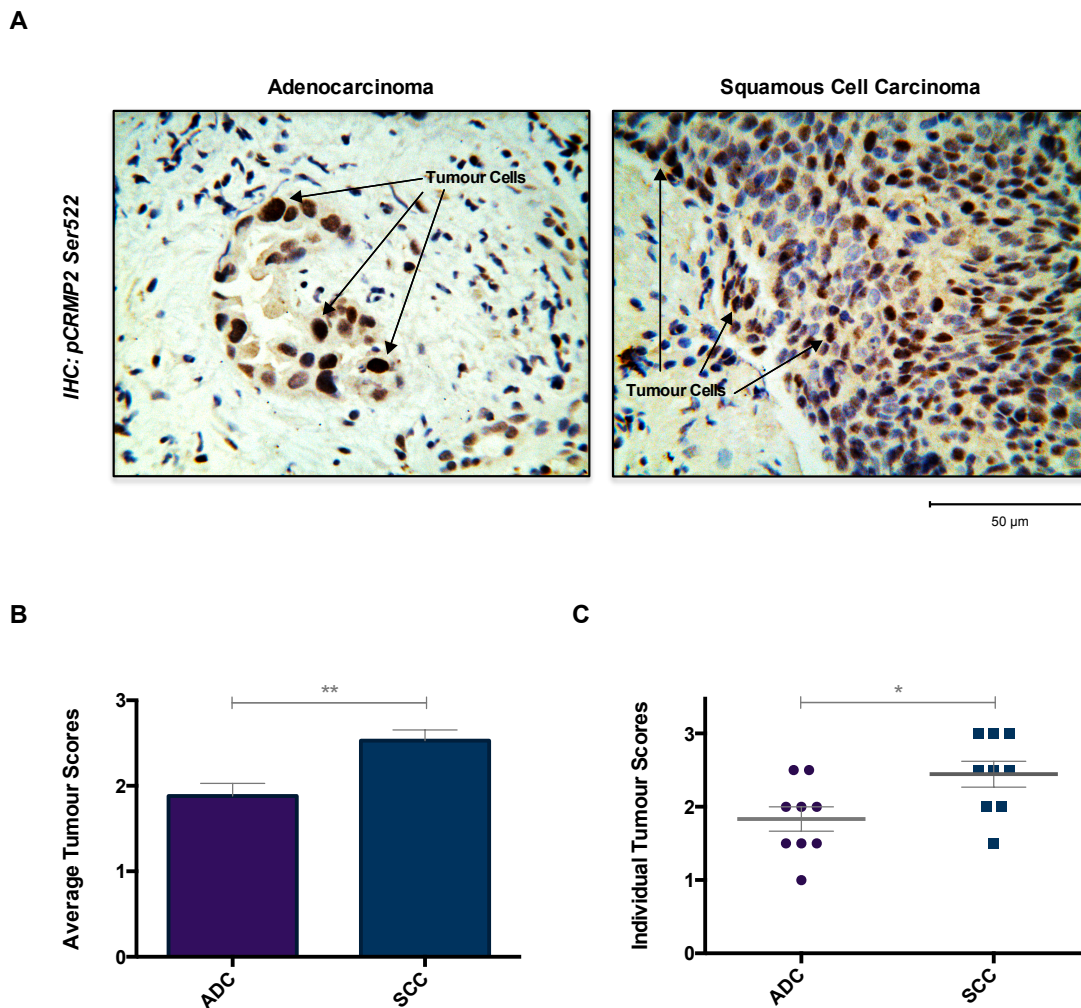 A
Adenocarcinoma
Squamous Cell Carcinoma
IHC: pCRMP2 Ser522
Tumour Cells
Tumour Cells
50 µm
B
C
**
Average Tumour Scores
3
2
1
0
ADC
SCC
*
Individual Tumour Scores
3
2
1
0
ADC
SCC